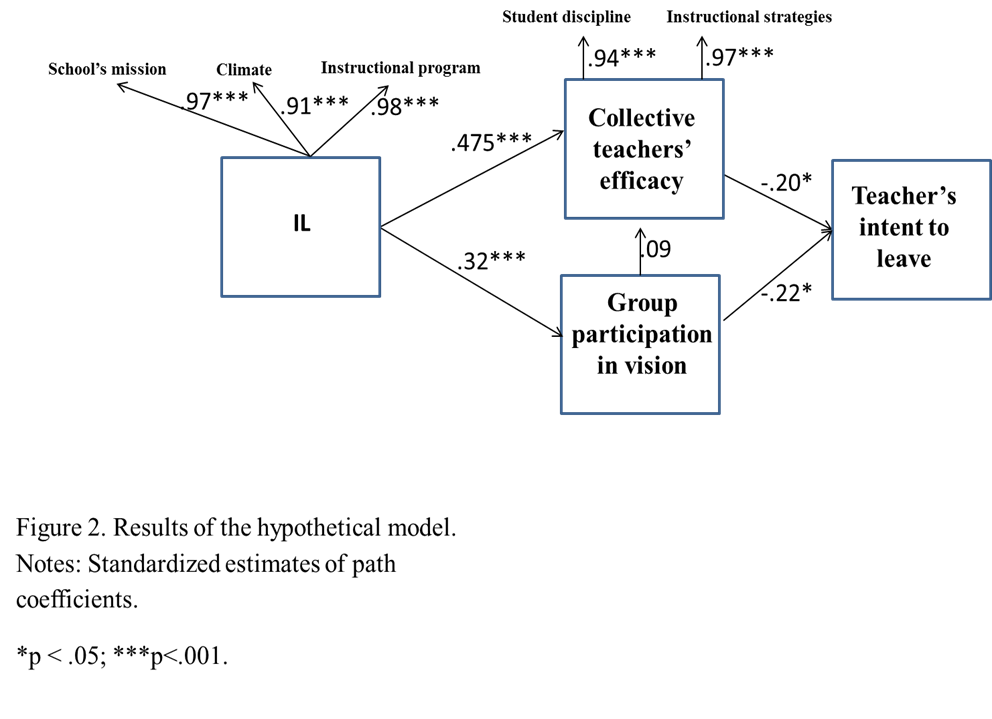 Student discipline
Instructional strategies
.94***
.97***
School's mission
Climate
Instructional program
.97***
.91***
.98***
Collective
teachers'
efficacy
.475***
IL
-.20*
Teacher's
intent to
leave
.32***
.09
-.22*
Group
participation
in vision
Figure 2. Results of the hypothetical model.
Notes: Standardized estimates of path
coefficients.
*p < .05; ***p<.001.